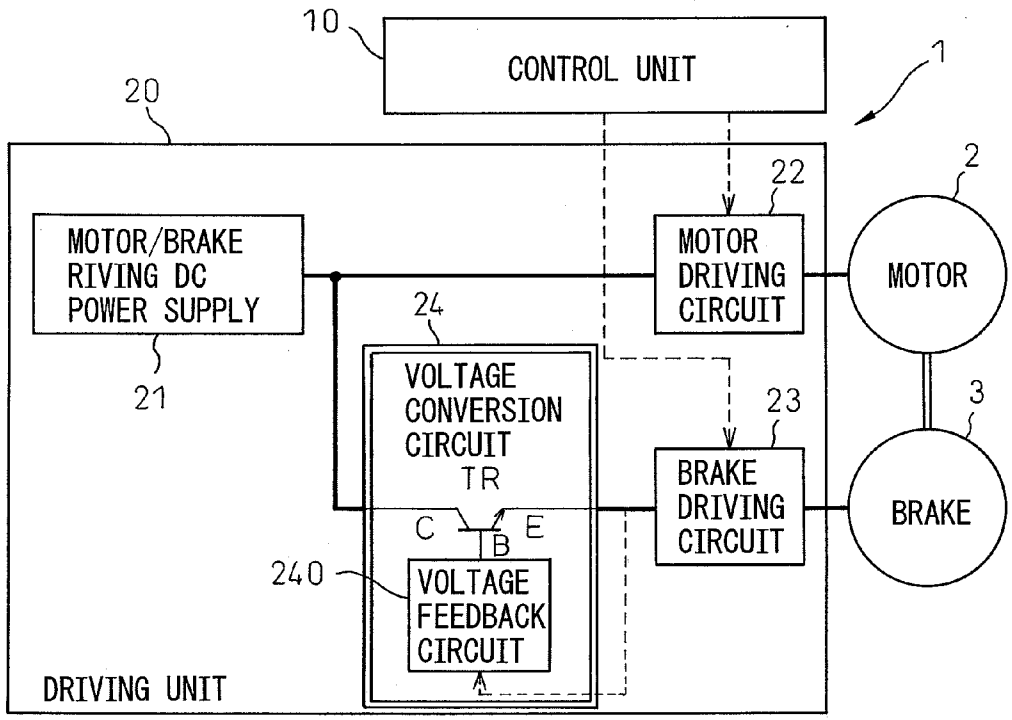 10
CONTROL UNIT
1
20
22
2
MOTOR/BRAKE
RIVING DC
POWER SUPPLY
MOTOR
DRIVING
CIRCUIT
MOTOR
21
24
VOLTAGE
CONVERSION
CIRCUIT
TR
C
B
E
23
3
BRAKE
DRIVING
CIRCUIT
BRAKE
240
VOLTAGE
FEEDBACK
CIRCUIT
DRIVING UNIT